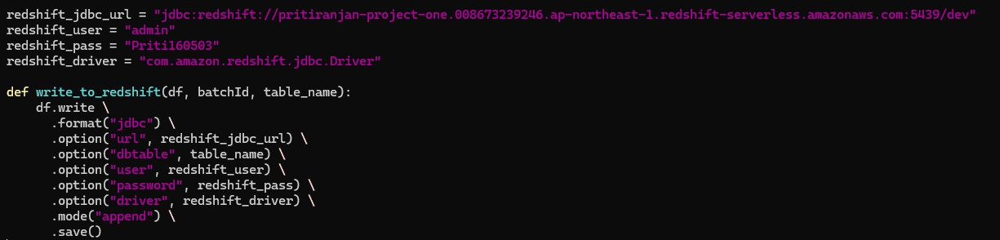 redshift_jdbc_url = "jdbc:redshift://pritiranjan-project-one.008673239246.ap-northeast-1.redshift-serverless.amazonaws.com:5439/dev"
redshift_user = "admin"
redshift_pass = "Priti160503"
redshift_driver = "com.amazon.redshift.jdbc.Driver"

def write_to_redshift(df, batchId, table_name):
    df.write \
      .format("jdbc") \
      .option("url", redshift_jdbc_url) \
      .option("dbtable", table_name) \
      .option("user", redshift_user) \
      .option("password", redshift_pass) \
      .option("driver", redshift_driver) \
      .mode("append") \
      .save()